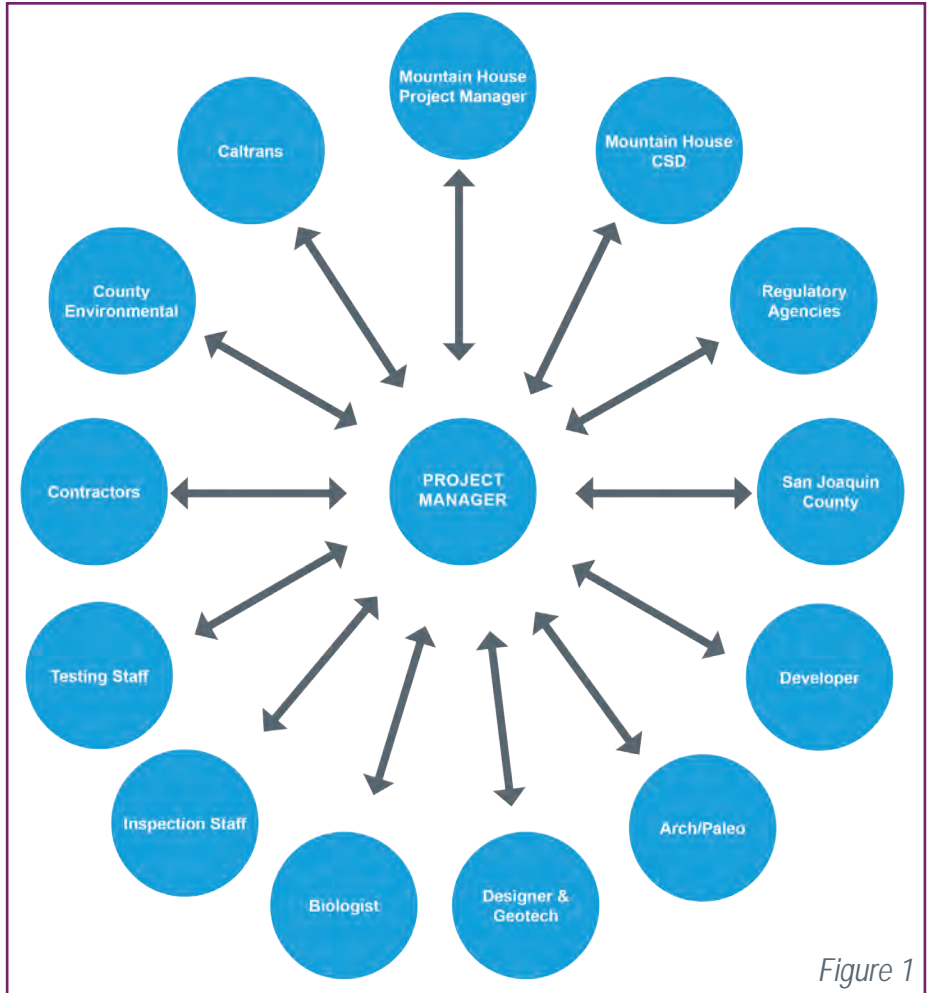 Mountain House
Project Manager
Caltrans
Mountain House
CSD
County
Environmental
Regulatory
Agencies
Contractors
PROJECT
MANAGER
San Joaquin
County
Testing Staff
Developer
Inspection Staff
Arch/Paleo
Biologist
Designer &
Geotech
Figure 1